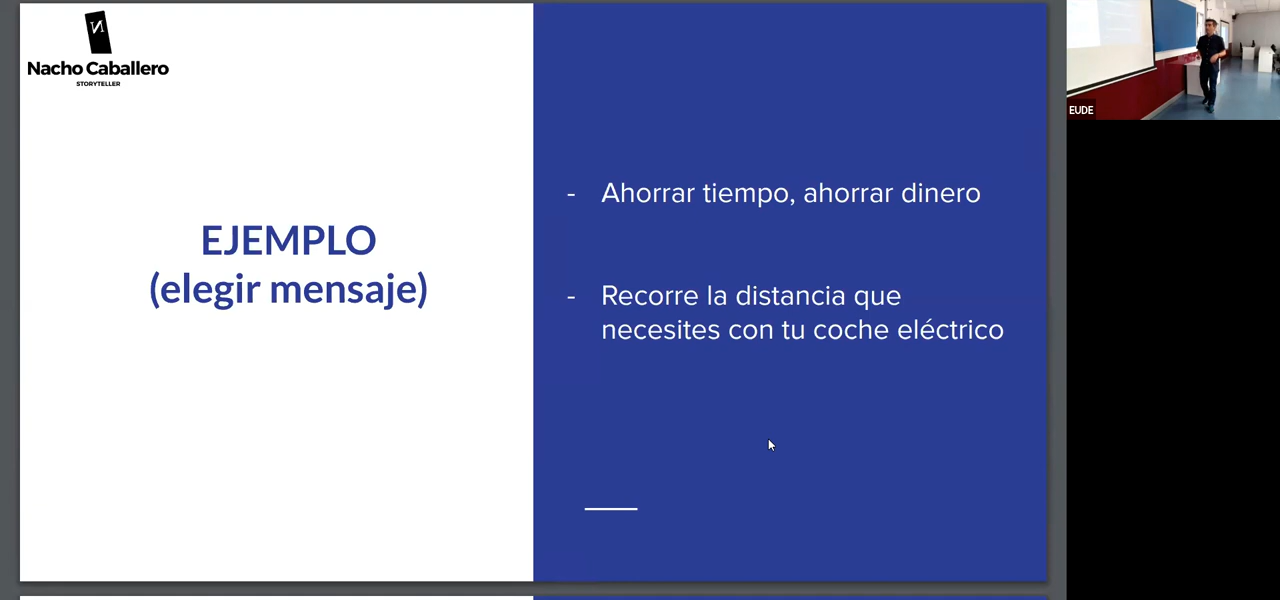 Nacho Caballero
STORYTELLER
EJEMPLO
(elegir mensaje)
- Ahorrar tiempo, ahorrar dinero
- Recorre la distancia que
necesites con tu coche eléctrico
EUDE